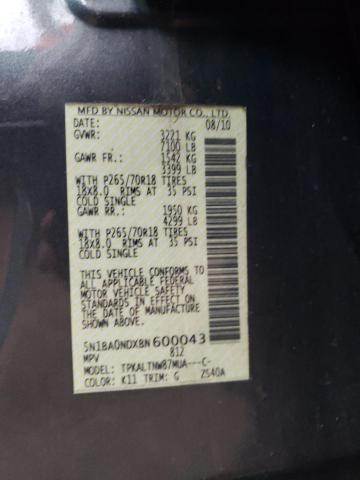 MFD BY NISSAN MOTOR CO., LTD.
DATE: 08/10
GVWR: 3221 KG
7100 LB
GAWR FR.: 1542 KG
3399 LB
WITH P265/70R18 TIRES
18X8.0 RIMS AT 35 PSI
COLD SINGLE
GAWR RR.: 1950 KG
4299 LB
WITH P265/70R18 TIRES
18X8.0 RIMS AT 35 PSI
COLD SINGLE
THIS VEHICLE CONFORMS TO
ALL APPLICABLE FEDERAL
MOTOR VEHICLE SAFETY
STANDARDS IN EFFECT ON
THE DATE OF MANUFACTURE
SHOWN ABOVE.
5N1BA0NDXBN600043
MPV 812
MODEL: TPKALTNW87MUA---C-
COLOR: K11 TRIM: G ZS40A